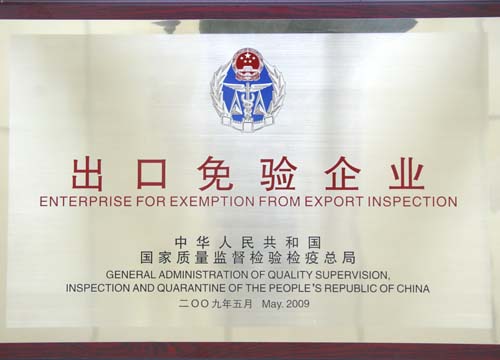 出口免验企业
ENTERPRISE FOR EXEMPTION FROM EXPORT INSPECTION
中华人民共和国
国家质量监督检验检疫总局
GENERAL ADMINISTRATION OF QUALITY SUPERVISION,
INSPECTION AND QUARANTINE OF THE PEOPLE'S REPUBLIC OF CHINA
二〇〇九年五月 May. 2009